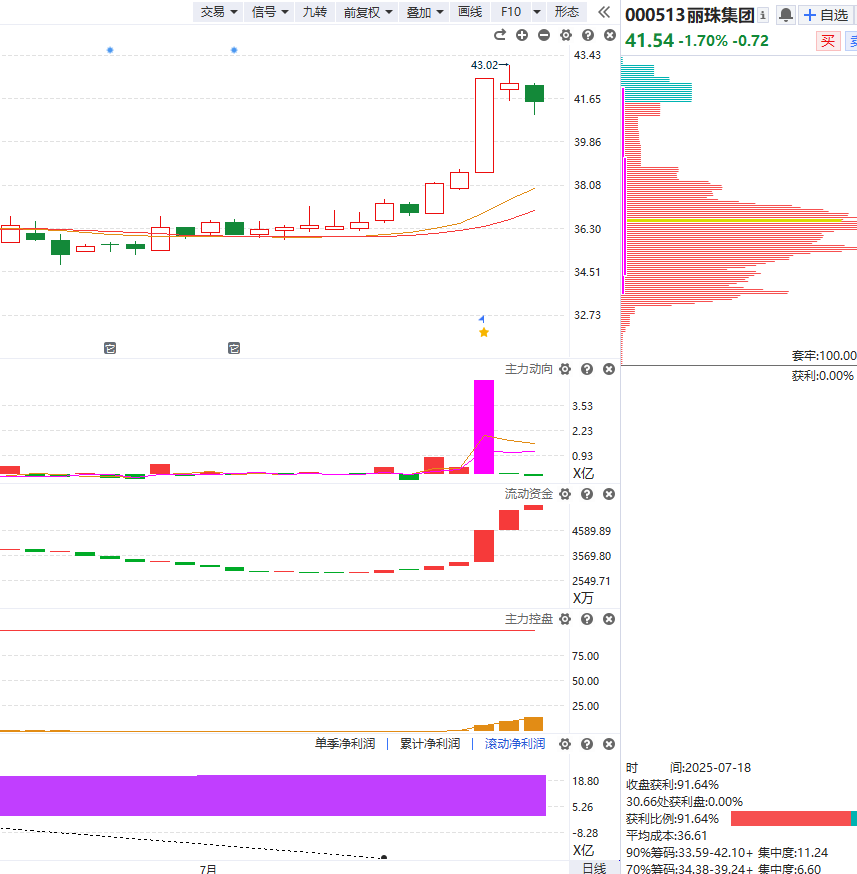 交易 信号 九转 前复权 叠加 画线 F10 形态
000513丽珠集团 i +自选
41.54 -1.70% -0.72 买
43.43
43.02
41.65
39.86
38.08
36.30
34.51
32.73
套牢:100.00
获利:0.00%
主力动向
3.53
2.23
0.93
X亿
流动资金
4589.89
3569.80
2549.71
X万
主力控盘
75.00
50.00
25.00
单季净利润 | 累计净利润 | 滚动净利润
18.80
5.26
-8.28
X亿
7月
日线
时 间:2025-07-18
收盘获利:91.64%
30.66处获利盘:0.00%
获利比例:91.64%
平均成本:36.61
90%筹码:33.59-42.10+ 集中度:11.24
70%筹码:34.38-39.24+ 集中度:6.60